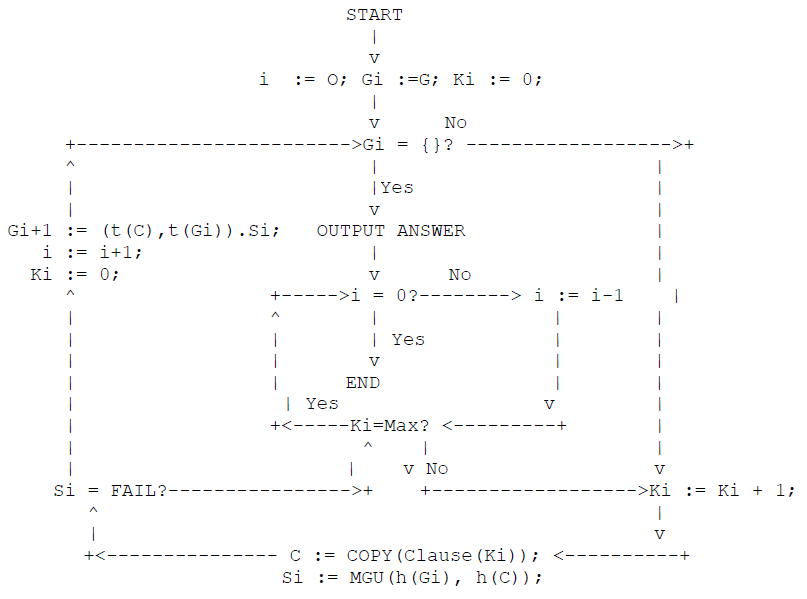 START
|
v
i := O; Gi :=G; Ki := 0;
|
v No
+------------------------>Gi = {}? ------------------>+
^ | |
| |Yes |
| v |
Gi+1 := (t(C),t(Gi)).Si; OUTPUT ANSWER |
i := i+1; | |
Ki := 0; v No |
^ +----->i = 0?--------> i := i-1 |
| ^ | | |
| | | Yes | |
| | v | |
| | END | |
| | Yes v |
| +<-----Ki=Max? <---------+ |
| ^ | |
| | v No v
Si = FAIL?---------------->+ +------------------>Ki := Ki + 1;
^ |
| v
+<--------------- C := COPY(Clause(Ki)); <----------+
Si := MGU(h(Gi), h(C));